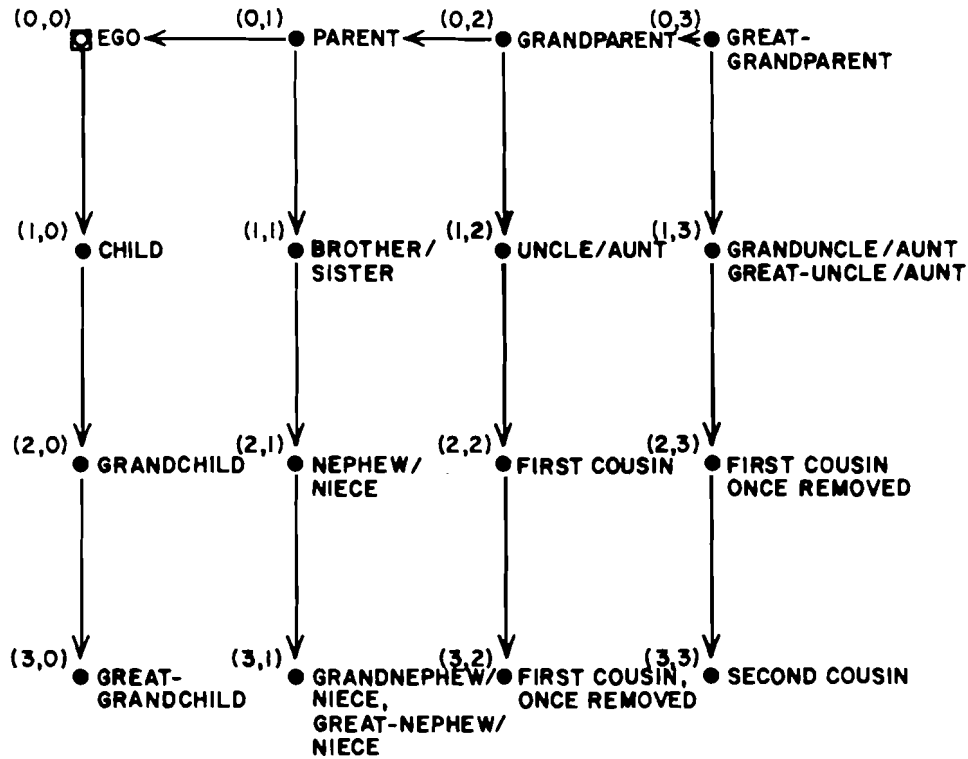 (0,0) (0,1) (0,2) (0,3)
EGO PARENT GRANDPARENT GREAT-
GRANDPARENT
(1,0) (1,1) (1,2) (1,3)
CHILD BROTHER/ UNCLE/AUNT GRANDUNCLE/AUNT
SISTER GREAT-UNCLE/AUNT
(2,0) (2,1) (2,2) (2,3)
GRANDCHILD NEPHEW/ FIRST COUSIN FIRST COUSIN
NIECE ONCE REMOVED
(3,0) (3,1) (3,2) (3,3)
GREAT- GRANDNEPHEW/ FIRST COUSIN, SECOND COUSIN
GRANDCHILD NIECE, ONCE REMOVED
GREAT-NEPHEW/
NIECE